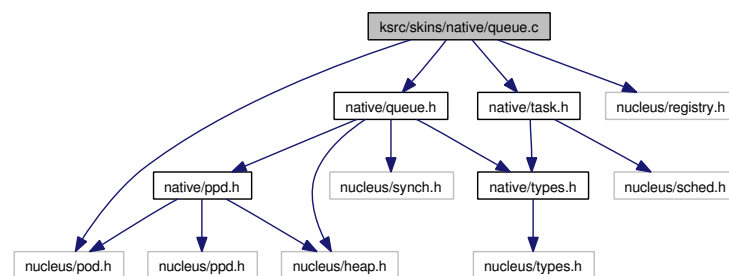 ksrc/skins/native/queue.c
native/queue.h
native/task.h
nucleus/registry.h
native/ppd.h
nucleus/synch.h
native/types.h
nucleus/sched.h
nucleus/pod.h
nucleus/ppd.h
nucleus/heap.h
nucleus/types.h